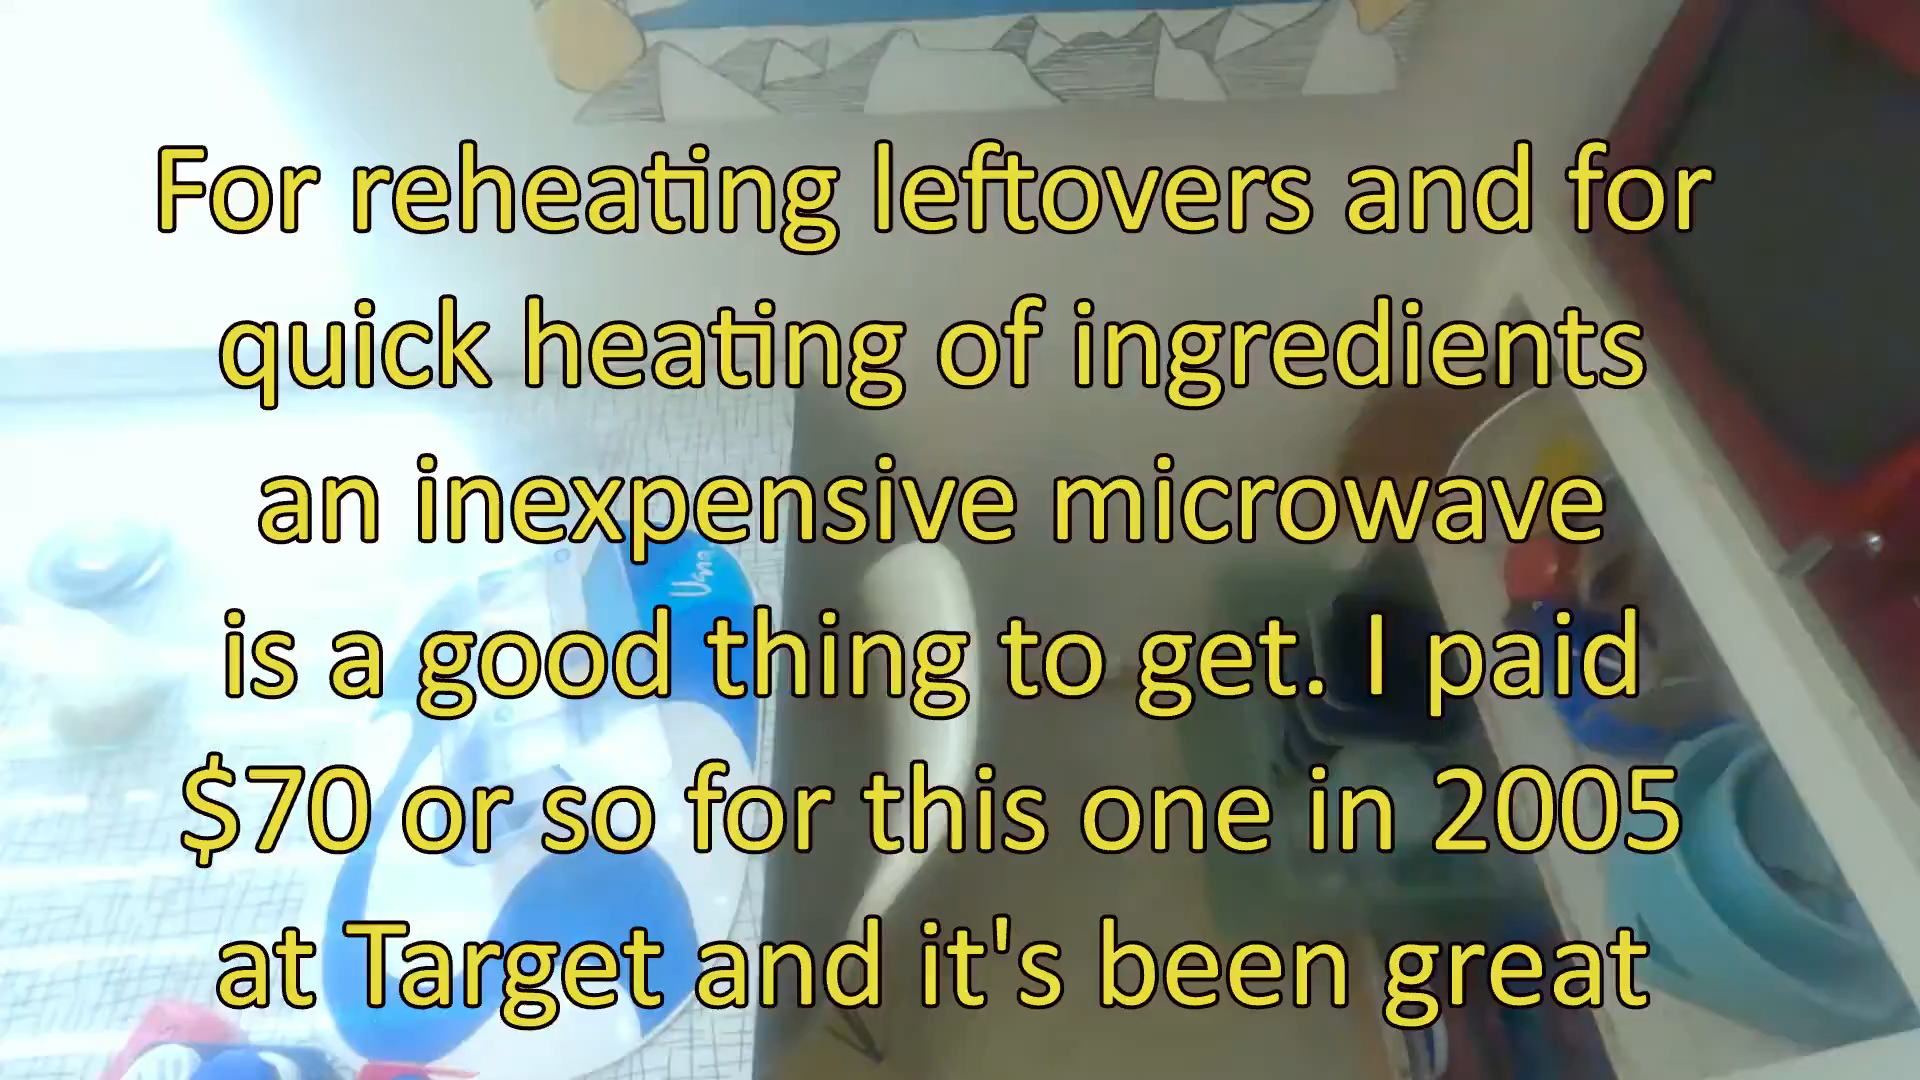 For reheating leftovers and for
quick heating of ingredients
an inexpensive microwave
is a good thing to get. I paid
$70 or so for this one in 2005
at Target and it's been great